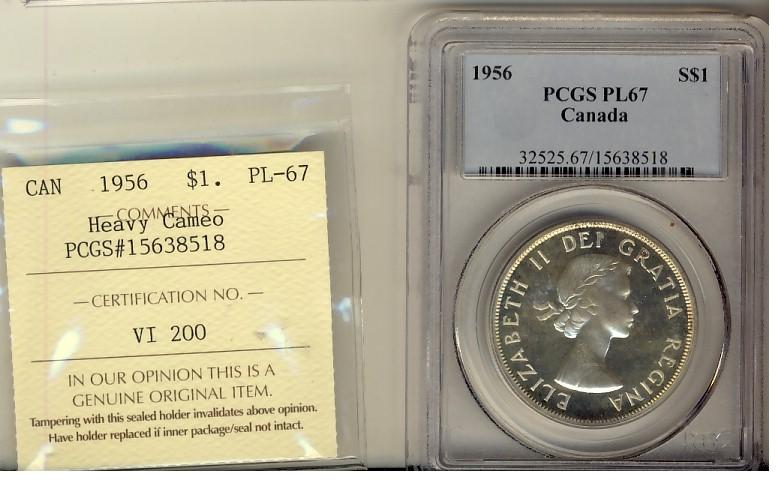 CAN 1956 $1. PL-67
COMMENTS
Heavy Cameo
PCGS#15638518
CERTIFICATION NO.
VI 200
IN OUR OPINION THIS IS A
GENUINE ORIGINAL ITEM.
Tampering with this sealed holder invalidates above opinion.
Have holder replaced if inner package/seal not intact.
1956 S$1
PCGS PL67
Canada
32525.67/15638518
ELIZABETH II DEI GRATIA REGINA